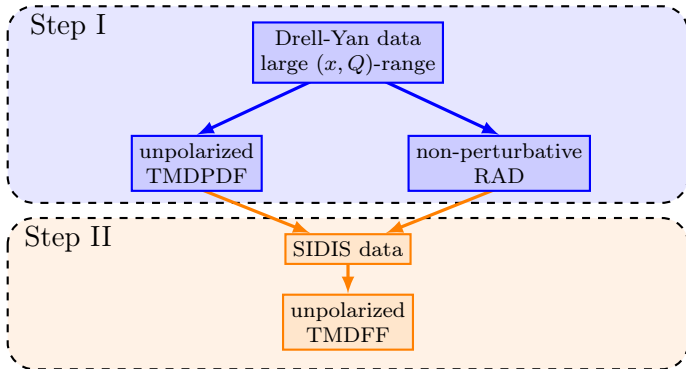 Step I
Drell-Yan data
large (x, Q)-range
unpolarized
TMDPDF
non-perturbative
RAD
Step II
SIDIS data
unpolarized
TMDFF